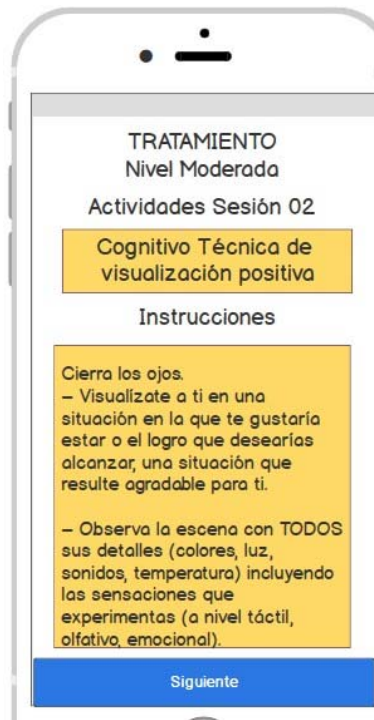 TRATAMIENTO
Nivel Moderada
Actividades Sesión 02
Cognitivo Técnica de
visualización positiva
Instrucciones
Cierra los ojos.
– Visualízate a ti en una
situación en la que te gustaría
estar o el logro que desearías
alcanzar, una situación que
resulte agradable para ti.
– Observa la escena con TODOS
sus detalles (colores, luz,
sonidos, temperatura) incluyendo
las sensaciones que
experimentas (a nivel táctil,
olfativo, emocional).
Siguiente